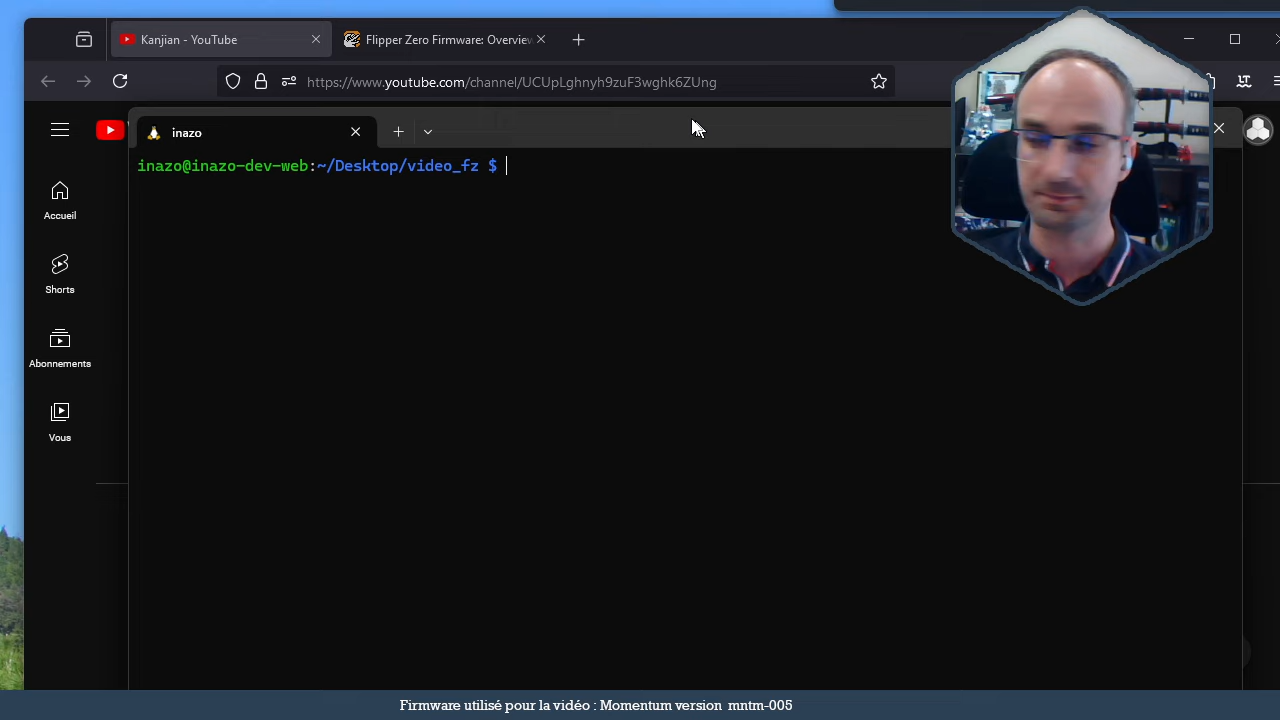 Kanjian - YouTube
Flipper Zero Firmware: Overview
https://www.youtube.com/channel/UCUpLghnyh9zuF3wghk6ZUng
inazo
inazo@inazo-dev-web:~/Desktop/video_fz $
Accueil
Shorts
Abonnements
Vous
Firmware utilisé pour la vidéo : Momentum version mntm-005